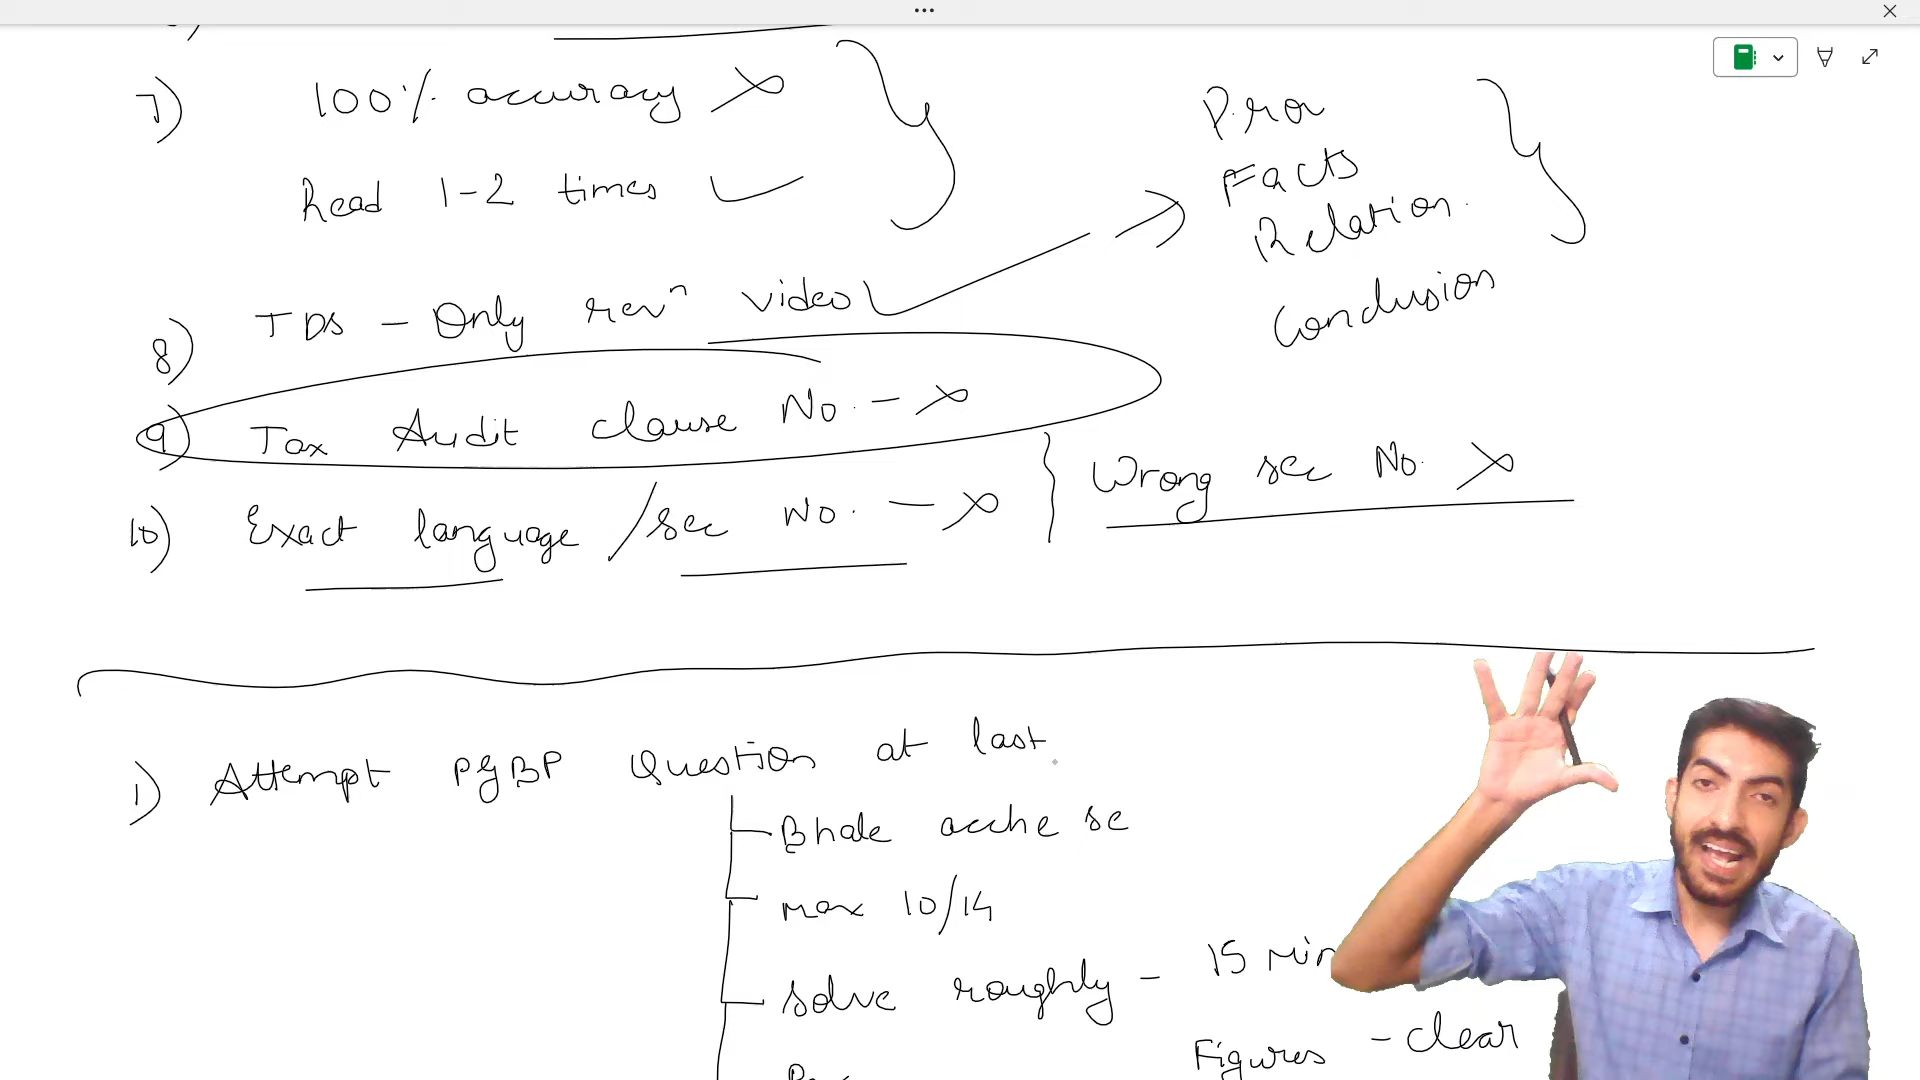 7) 100% accuracy ✗
Read 1-2 times ✓
Prov
Facts
Relation.
Conclusion
8) TDS - Only revⁿ video
9) Tax Audit clause No. - ✗
10) Exact language / sec No. - ✗
Wrong sec No. ✗
1) Attempt PGBP Question at last
Bhale acche se
max 10/14
Solve roughly - 15 Min
Figures - clear